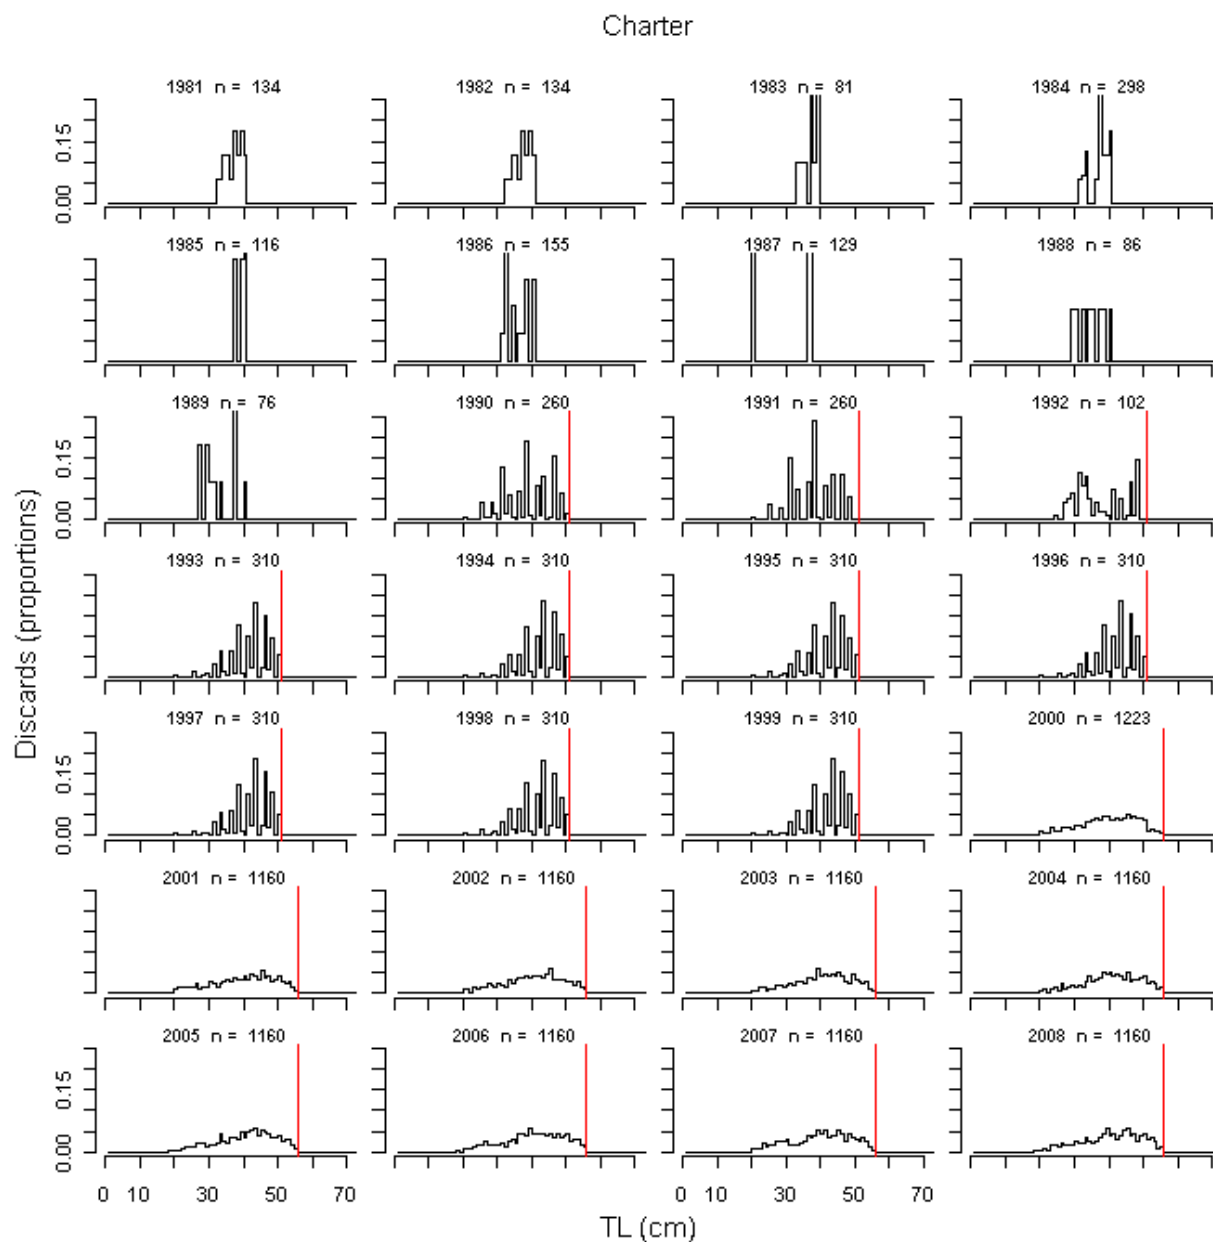 Charter
1981 n = 134
1982 n = 134
1983 n = 81
1984 n = 298
0.00 0.15
1985 n = 116
1986 n = 155
1987 n = 129
1988 n = 86
1989 n = 76
1990 n = 260
1991 n = 260
1992 n = 102
0.00 0.15
1993 n = 310
1994 n = 310
1995 n = 310
1996 n = 310
Discards (proportions)
1997 n = 310
1998 n = 310
1999 n = 310
2000 n = 1223
0.00 0.15
2001 n = 1160
2002 n = 1160
2003 n = 1160
2004 n = 1160
2005 n = 1160
2006 n = 1160
2007 n = 1160
2008 n = 1160
0.00 0.15
0 10 30 50 70
0 10 30 50 70
TL (cm)